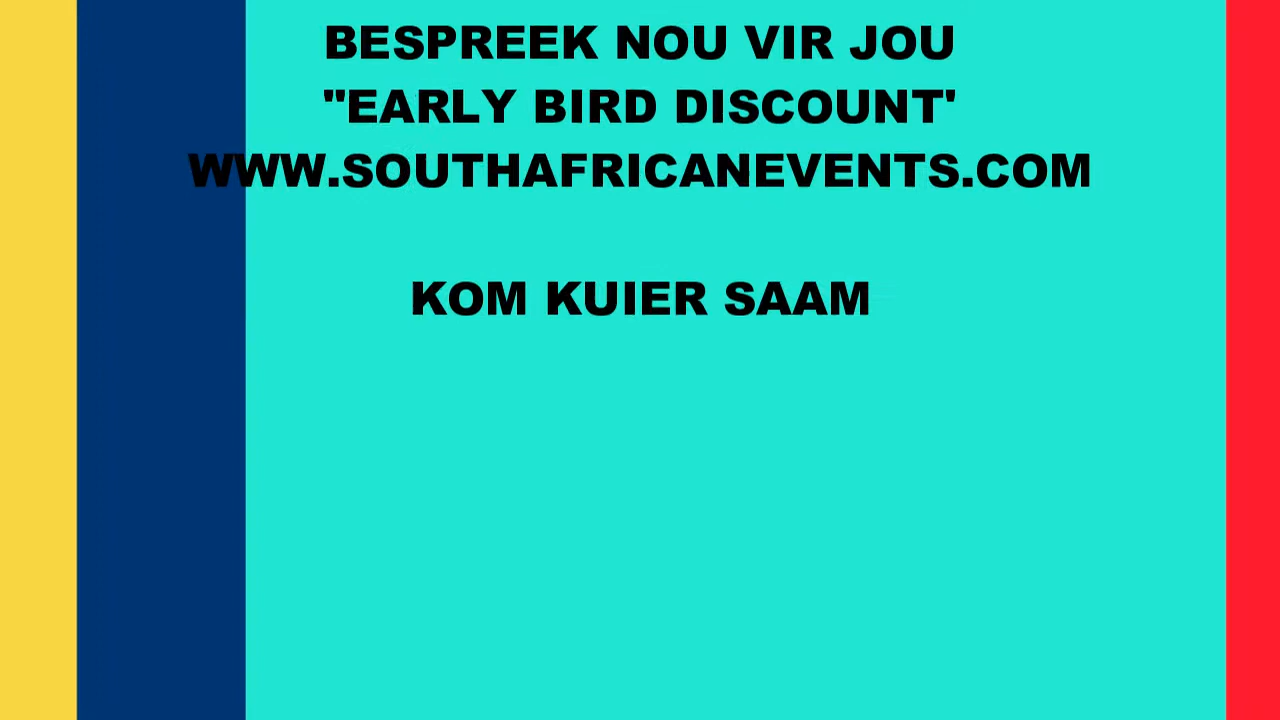 BESPREEK NOU VIR JOU
"EARLY BIRD DISCOUNT'
WWW.SOUTHAFRICANEVENTS.COM
KOM KUIER SAAM